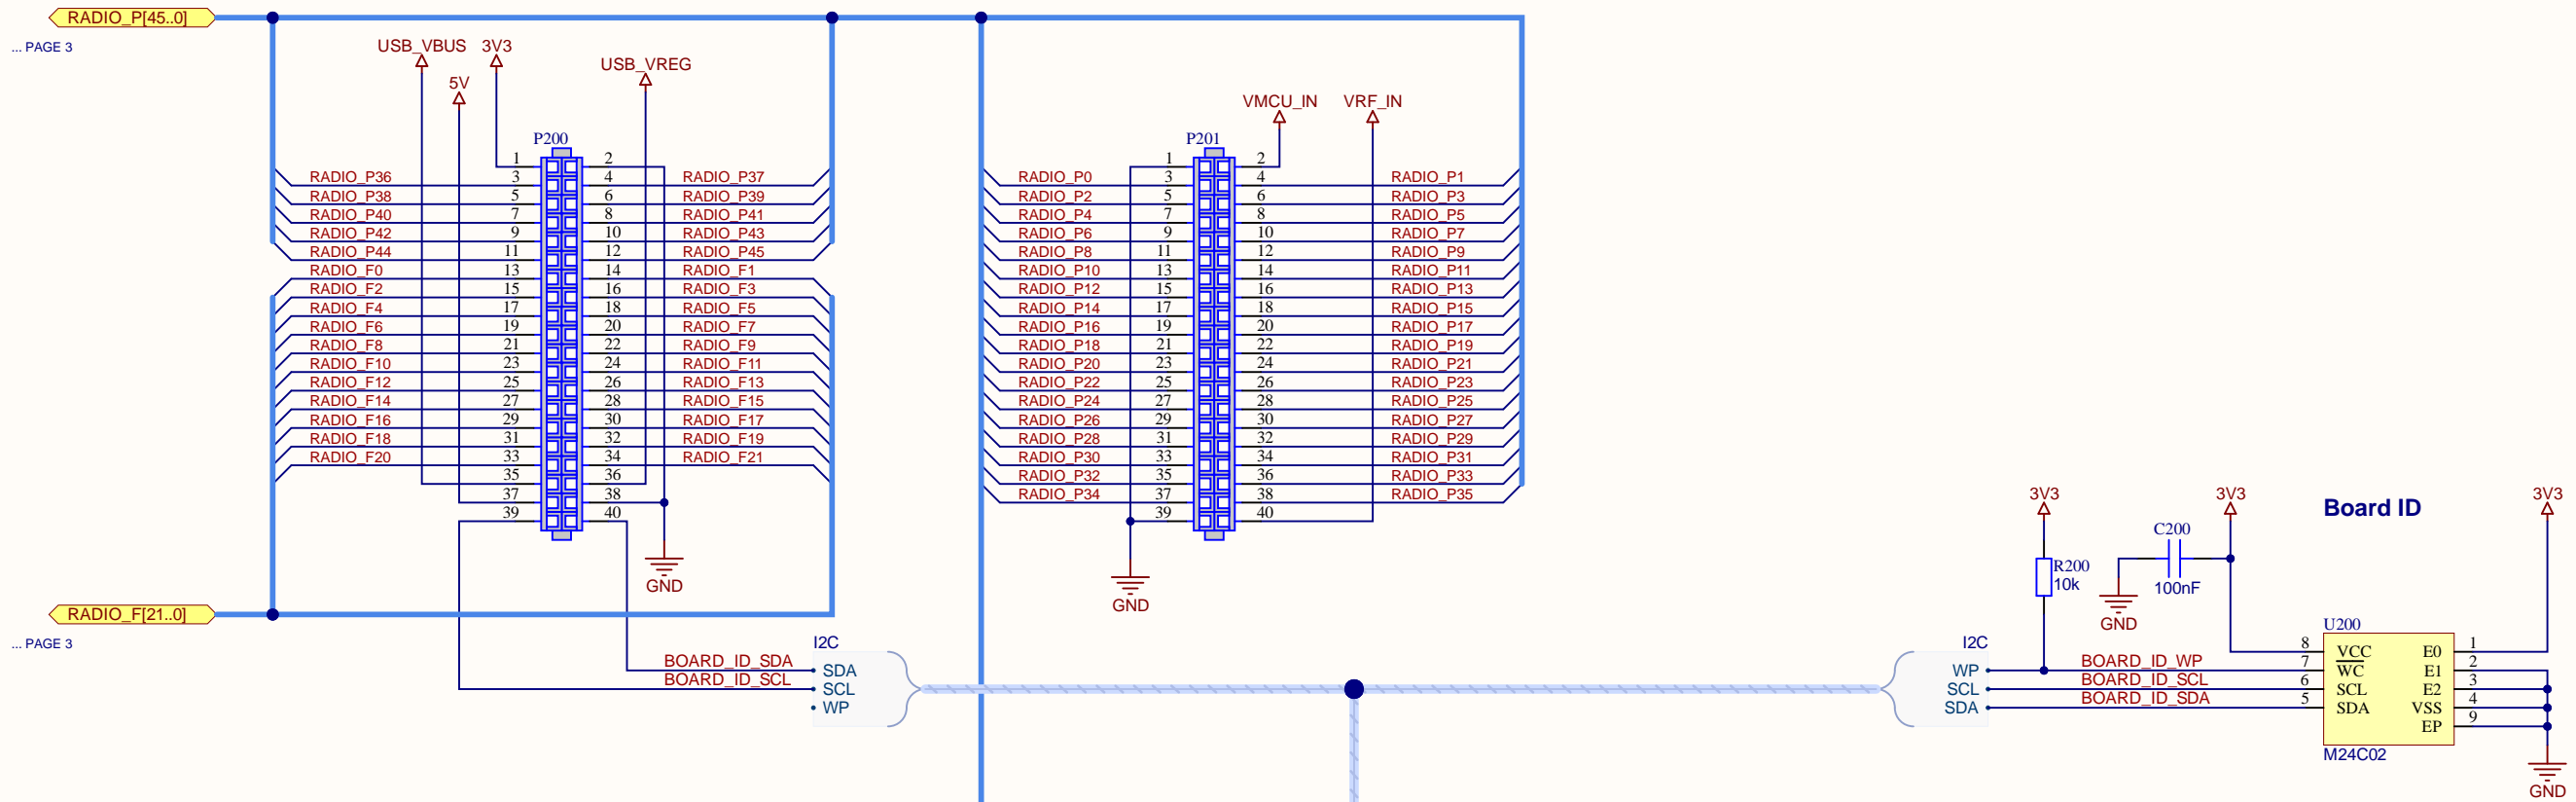 RADIO_P[45..0]
... PAGE 3
USB_VBUS
3V3
5V
USB_VREG
P200
1 2
RADIO_P36 3 4 RADIO_P37
RADIO_P38 5 6 RADIO_P39
RADIO_P40 7 8 RADIO_P41
RADIO_P42 9 10 RADIO_P43
RADIO_P44 11 12 RADIO_P45
RADIO_F0 13 14 RADIO_F1
RADIO_F2 15 16 RADIO_F3
RADIO_F4 17 18 RADIO_F5
RADIO_F6 19 20 RADIO_F7
RADIO_F8 21 22 RADIO_F9
RADIO_F10 23 24 RADIO_F11
RADIO_F12 25 26 RADIO_F13
RADIO_F14 27 28 RADIO_F15
RADIO_F16 29 30 RADIO_F17
RADIO_F18 31 32 RADIO_F19
RADIO_F20 33 34 RADIO_F21
35 36
37 38
39 40
GND
RADIO_F[21..0]
... PAGE 3
VMCU_IN
VRF_IN
P201
1 2
RADIO_P0 3 4 RADIO_P1
RADIO_P2 5 6 RADIO_P3
RADIO_P4 7 8 RADIO_P5
RADIO_P6 9 10 RADIO_P7
RADIO_P8 11 12 RADIO_P9
RADIO_P10 13 14 RADIO_P11
RADIO_P12 15 16 RADIO_P13
RADIO_P14 17 18 RADIO_P15
RADIO_P16 19 20 RADIO_P17
RADIO_P18 21 22 RADIO_P19
RADIO_P20 23 24 RADIO_P21
RADIO_P22 25 26 RADIO_P23
RADIO_P24 27 28 RADIO_P25
RADIO_P26 29 30 RADIO_P27
RADIO_P28 31 32 RADIO_P29
RADIO_P30 33 34 RADIO_P31
RADIO_P32 35 36 RADIO_P33
RADIO_P34 37 38 RADIO_P35
39 40
GND
I2C
BOARD_ID_SDA SDA
BOARD_ID_SCL SCL
WP
3V3
3V3
Board ID
3V3
C200
100nF
R200
10k
GND
U200
I2C
8 VCC E0 1
WP BOARD_ID_WP 7 WC E1 2
SCL BOARD_ID_SCL 6 SCL E2 3
SDA BOARD_ID_SDA 5 SDA VSS 4
EP 9
M24C02
GND